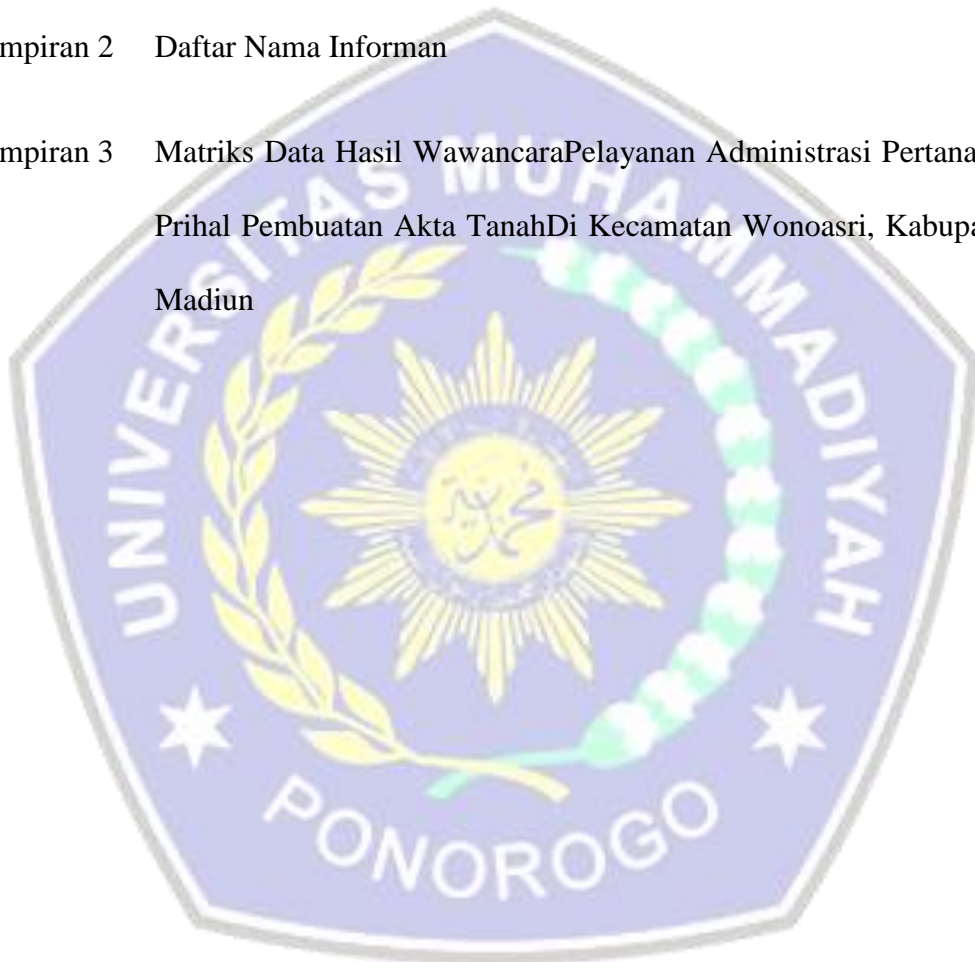 mpiran 2 Daftar Nama Informan
mpiran 3 Matriks Data Hasil WawancaraPelayanan Administrasi Pertana
Prihal Pembuatan Akta TanahDi Kecamatan Wonoasri, Kabupa
Madiun
UNIVERSITAS MUHAMMADIYAH
محمد
PONOROGO